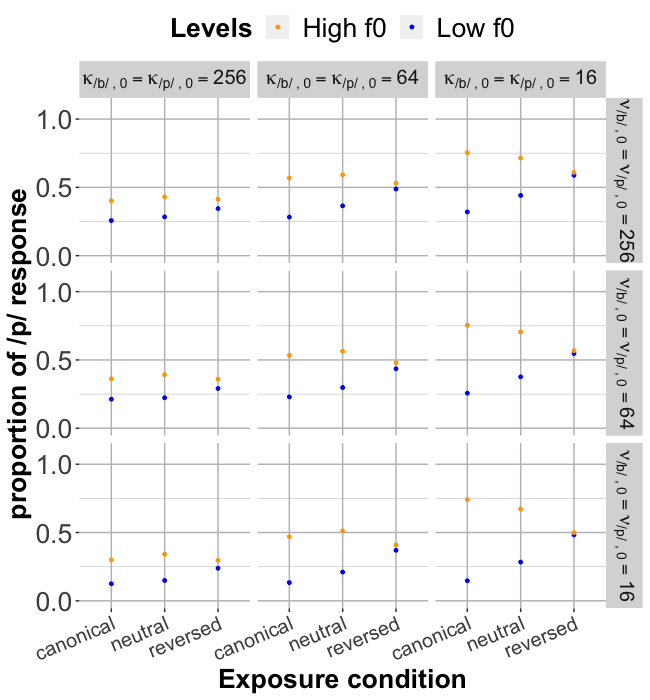 Levels High f0 Low f0
κ/b/ , 0 = κ/p/ , 0 = 256
κ/b/ , 0 = κ/p/ , 0 = 64
κ/b/ , 0 = κ/p/ , 0 = 16
proportion of /p/ response
1.0
0.5
0.0
ν/b/ , 0 = ν/p/ , 0 = 256
1.0
0.5
0.0
ν/b/ , 0 = ν/p/ , 0 = 64
1.0
0.5
0.0
ν/b/ , 0 = ν/p/ , 0 = 16
canonical neutral reversed
canonical neutral reversed
canonical neutral reversed
Exposure condition